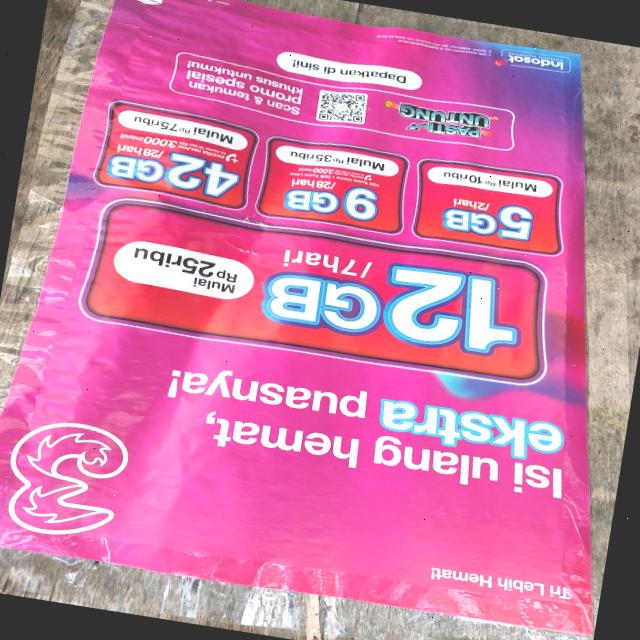 Tri Lebih Hemat!
Isi ulang hemat,
ekstra puasnya!
12GB
/7hari
Mulai
Rp25ribu
5GB
/2hari
Mulai Rp10ribu
9GB
/28hari
Mulai Rp35ribu
42GB
/28hari
Mulai Rp75ribu
PASTI
UNTUNG
Scan & temukan
promo spesial
khusus untukmu!
Dapatkan di sini!
indosat